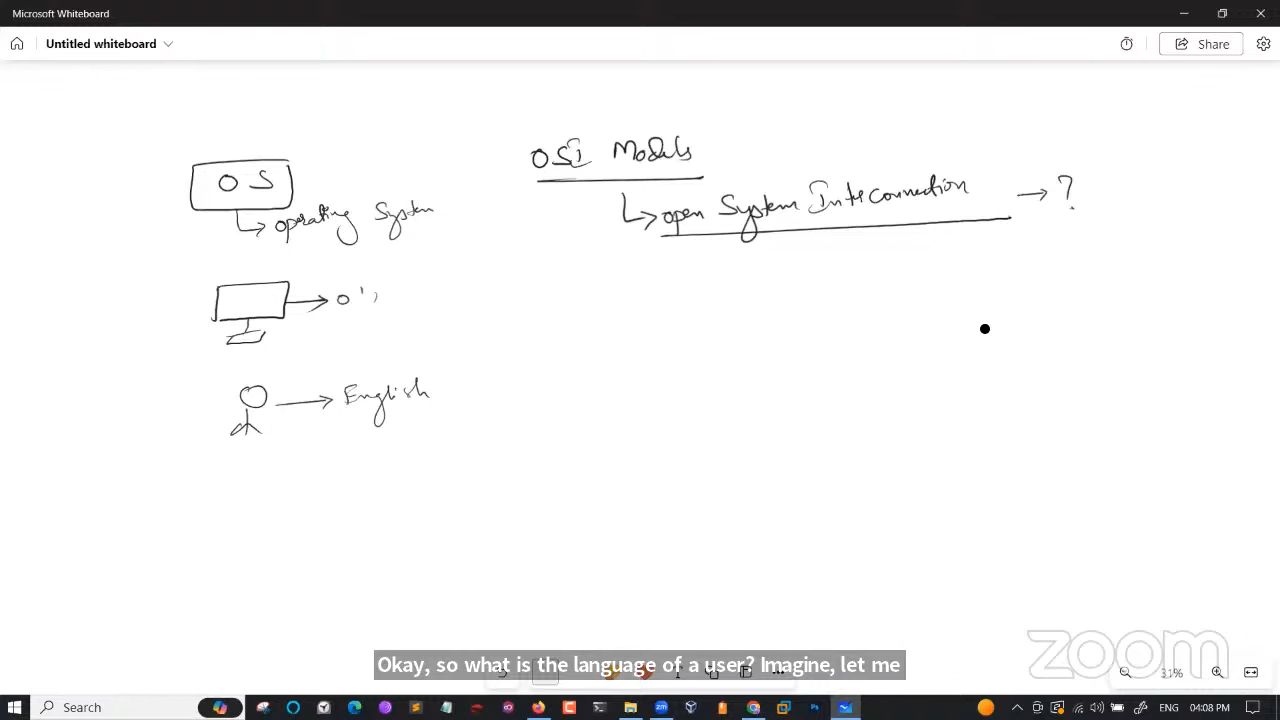 Microsoft Whiteboard
Untitled whiteboard
Share
OSI Models
OS
open System Interconnection → ?
operating System
0 1,
English
zoom
Okay, so what is the language of a user? Imagine, let me
31%
Search
ENG
04:08 PM